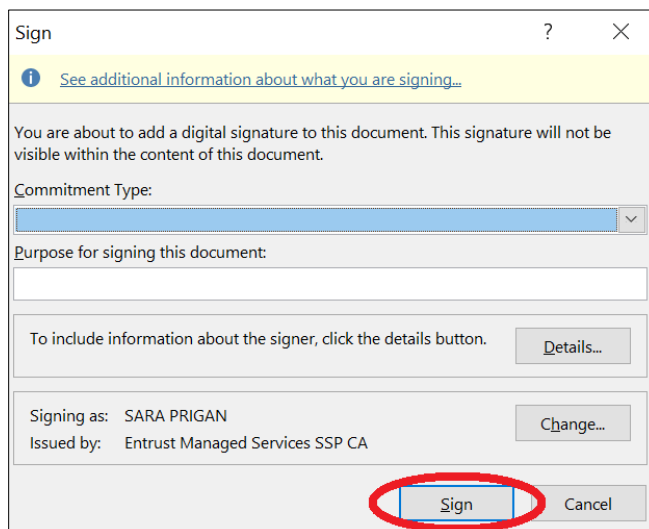 Sign ?
See additional information about what you are signing...
You are about to add a digital signature to this document. This signature will not be
visible within the content of this document.
Commitment Type:
Purpose for signing this document:
To include information about the signer, click the details button. Details...
Signing as: SARA PRIGAN Change...
Issued by: Entrust Managed Services SSP CA
Sign Cancel